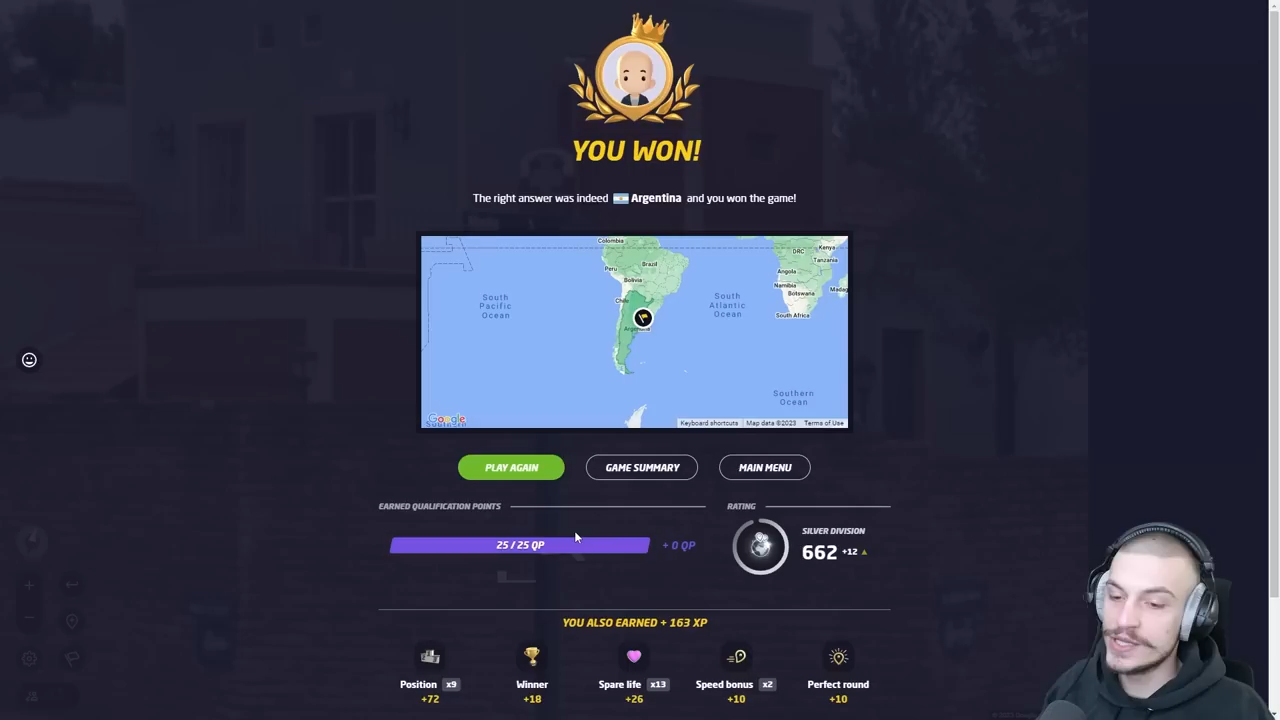 YOU WON!
The right answer was indeed Argentina and you won the game!
Colombia
Brazil
Peru
Bolivia
Chile
Argentina
South
Pacific
Ocean
South
Atlantic
Ocean
DRC
Kenya
Tanzania
Angola
Namibia
Botswana
Madag
South Africa
Southern
Ocean
Google
Keyboard shortcuts
Map data ©2023
Terms of Use
PLAY AGAIN
GAME SUMMARY
MAIN MENU
EARNED QUALIFICATION POINTS
25 / 25 QP
+ 0 QP
RATING
SILVER DIVISION
662 +12
YOU ALSO EARNED + 163 XP
Position x9
+72
Winner
+18
Spare life x13
+26
Speed bonus x2
+10
Perfect round
+10